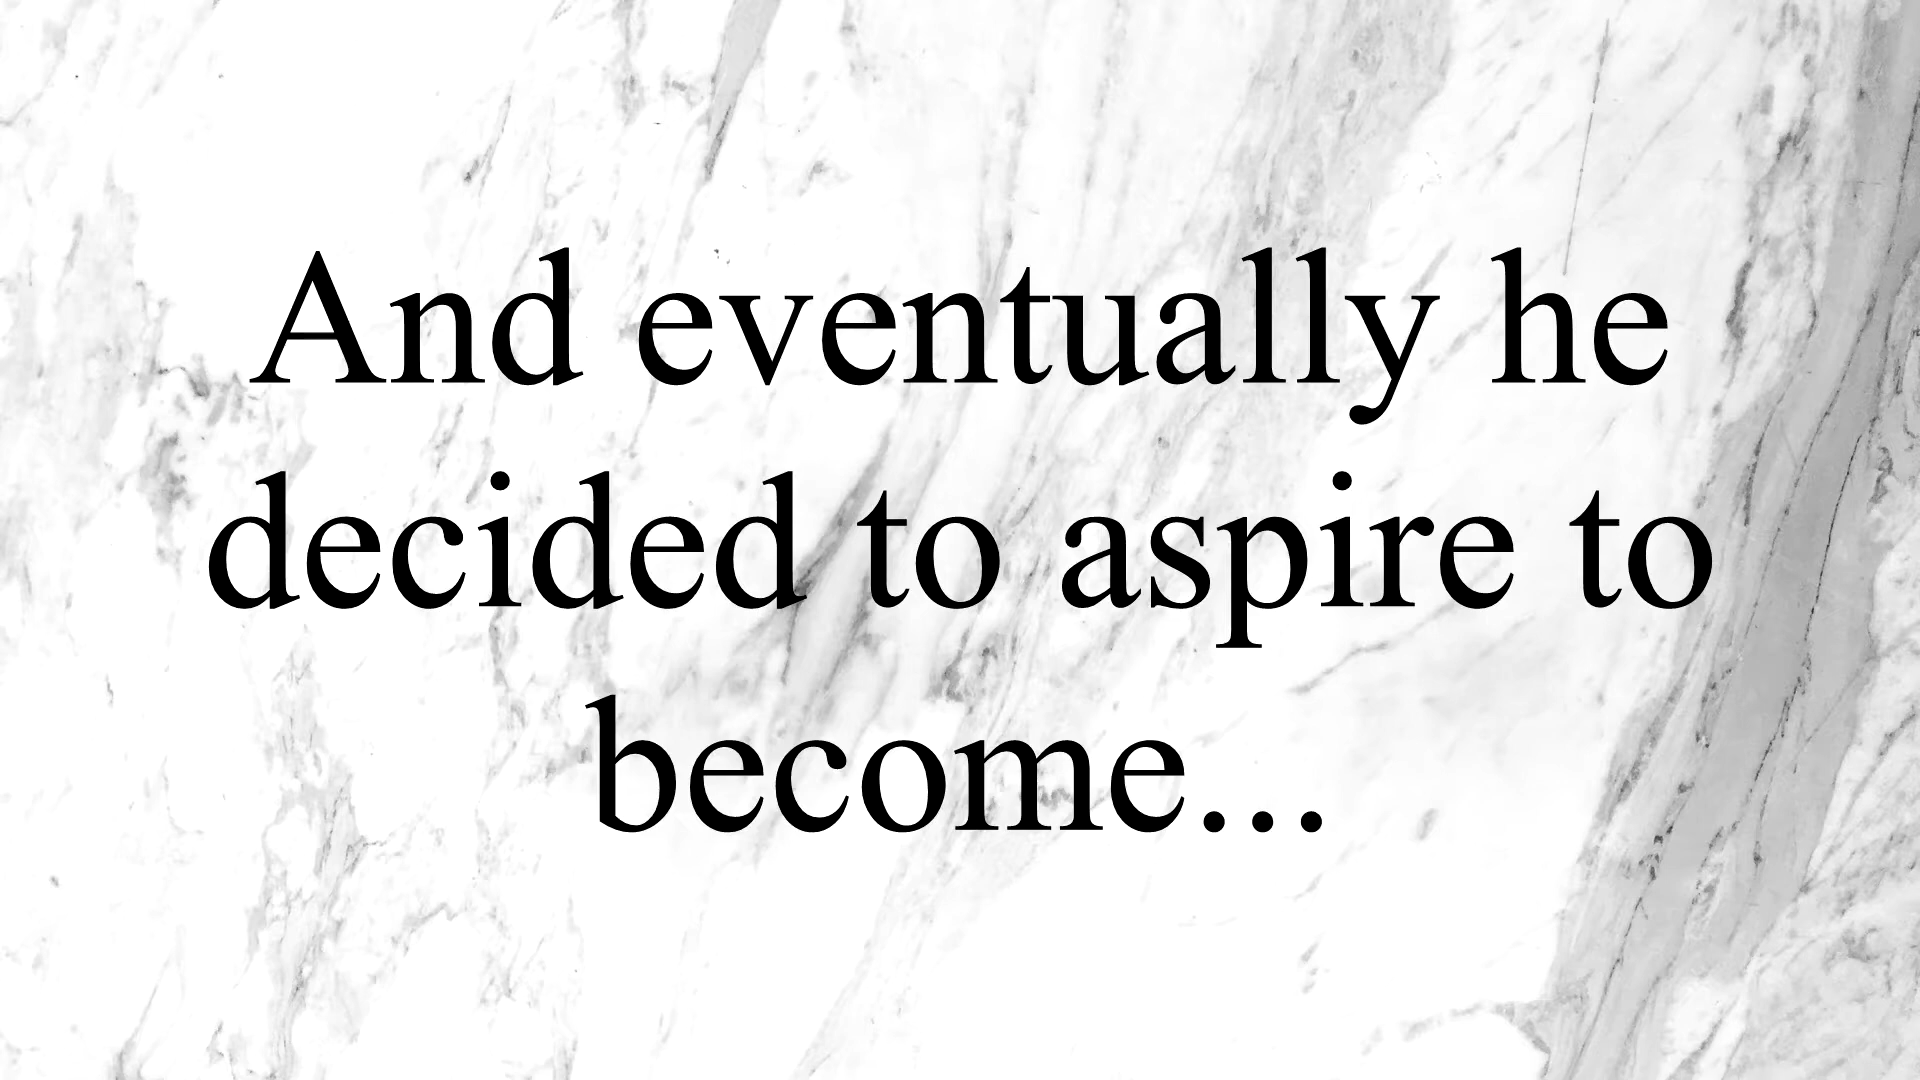 And eventually he
decided to aspire to
become...